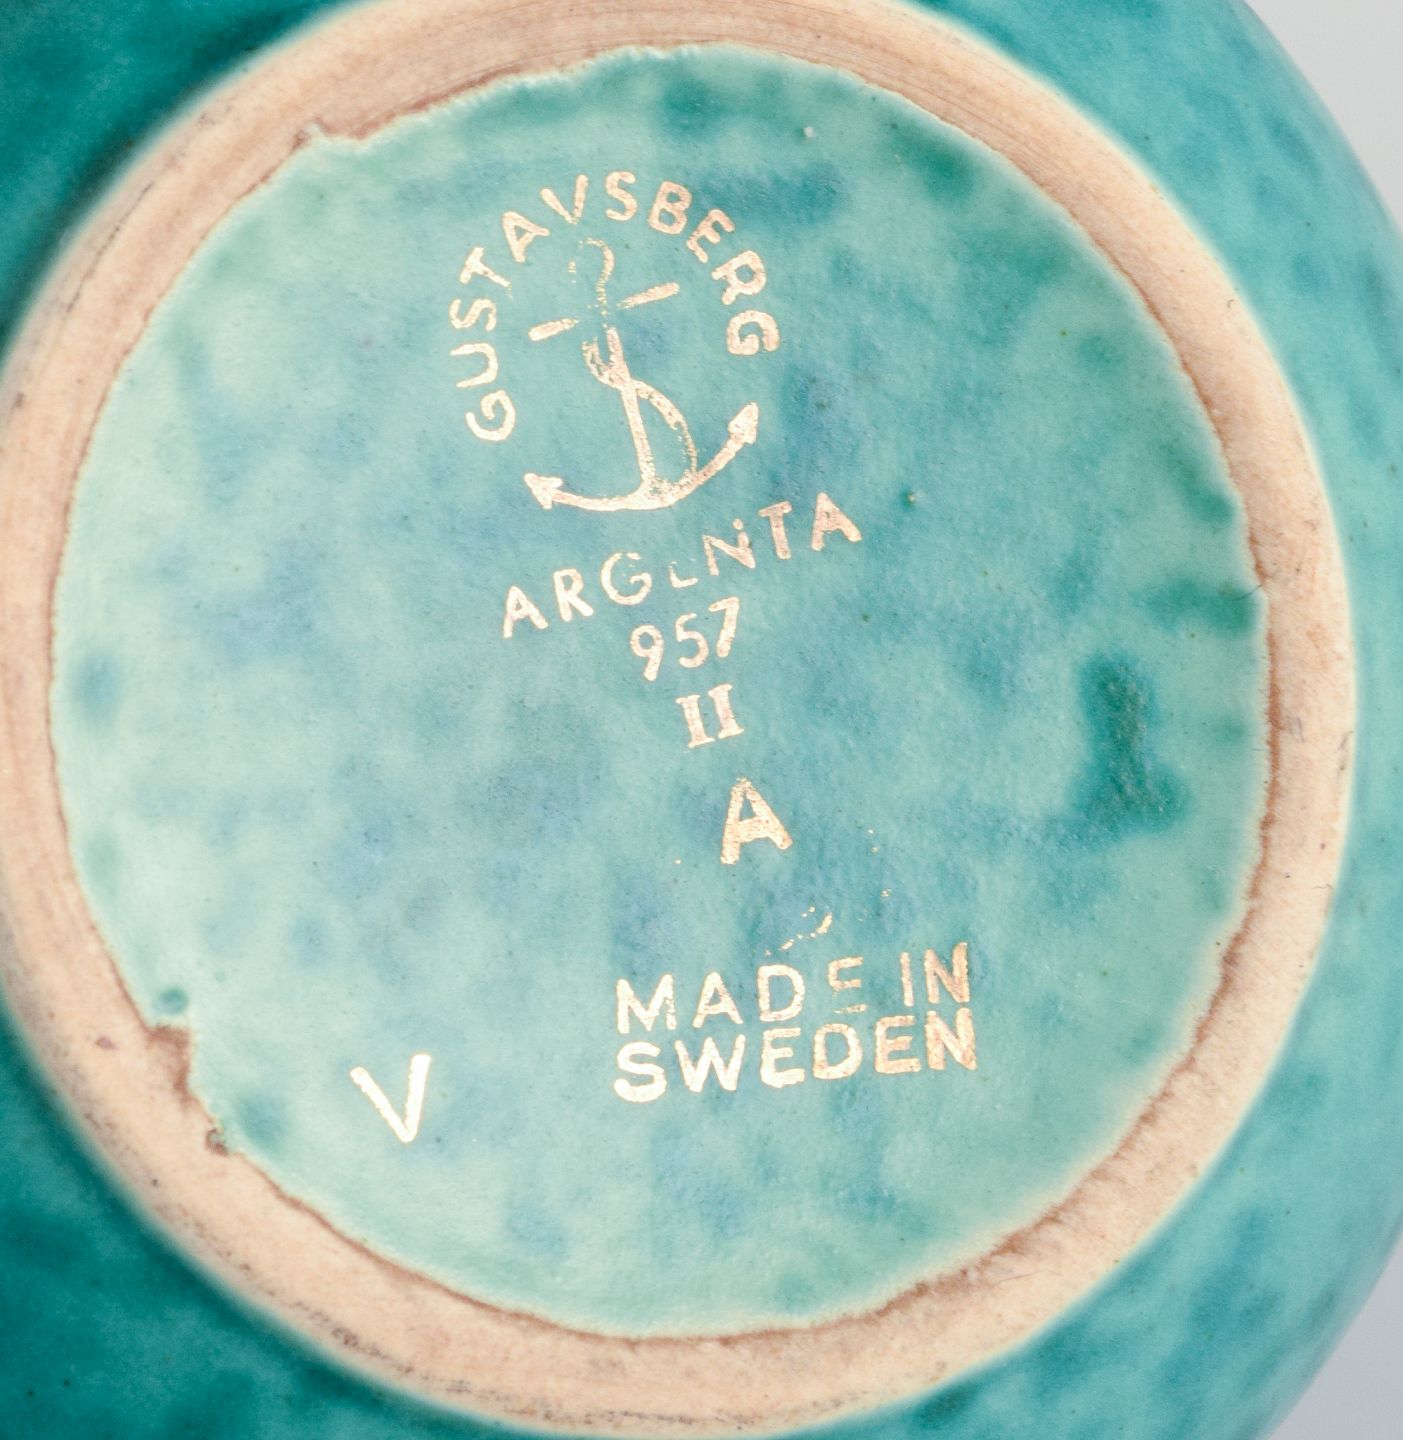 GUSTAVSBERG
ARGENTA
957
II
A
MADE IN
SWEDEN
V